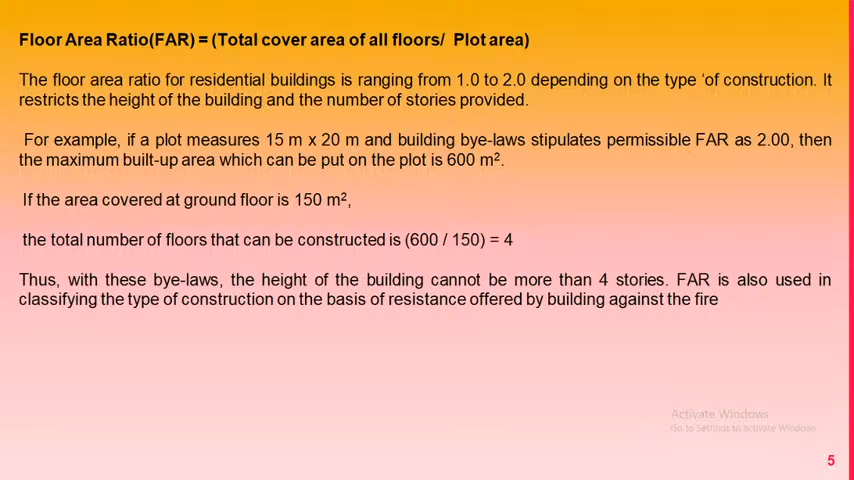 Floor Area Ratio(FAR) = (Total cover area of all floors/ Plot area)
The floor area ratio for residential buildings is ranging from 1.0 to 2.0 depending on the type ‘of construction. It
restricts the height of the building and the number of stories provided.
For example, if a plot measures 15 m x 20 m and building bye-laws stipulates permissible FAR as 2.00, then
the maximum built-up area which can be put on the plot is 600 m².
If the area covered at ground floor is 150 m²,
the total number of floors that can be constructed is (600 / 150) = 4
Thus, with these bye-laws, the height of the building cannot be more than 4 stories. FAR is also used in
classifying the type of construction on the basis of resistance offered by building against the fire
Activate Windows
Go to Settings to activate Windows.
5